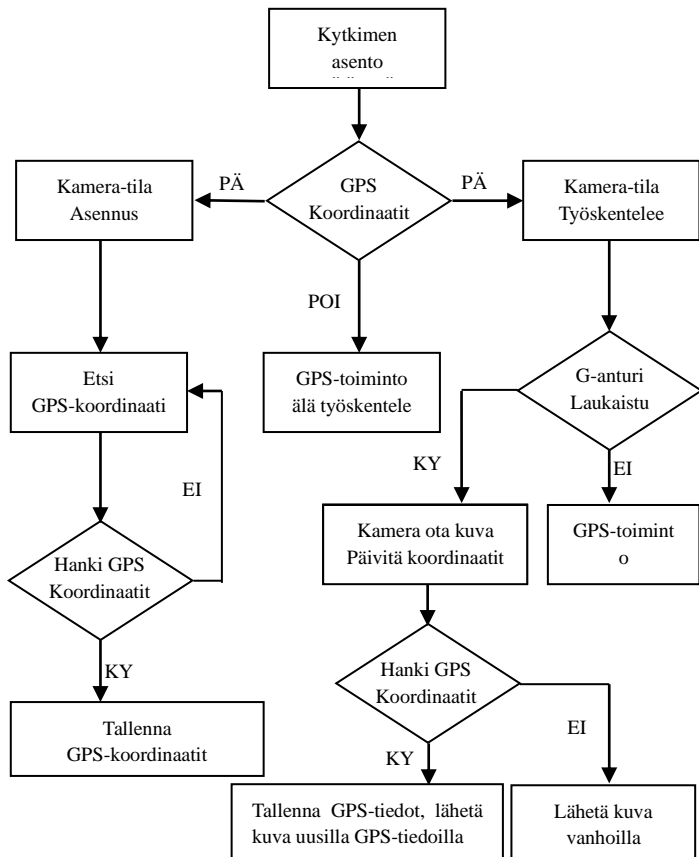 Kytkimen
asento
Kamera-tila
Asennus
PÄ
GPS
Koordinaatit
PÄ
Kamera-tila
Työskentelee
POI
Etsi
GPS-koordinaati
GPS-toiminto
älä työskentele
G-anturi
Laukaistu
EI
KY
EI
Hanki GPS
Koordinaatit
Kamera ota kuva
Päivitä koordinaatit
GPS-toimint
o
KY
Hanki GPS
Koordinaatit
Tallenna
GPS-koordinaatit
KY
EI
Tallenna GPS-tiedot, lähetä
kuva uusilla GPS-tiedoilla
Lähetä kuva
vanhoilla